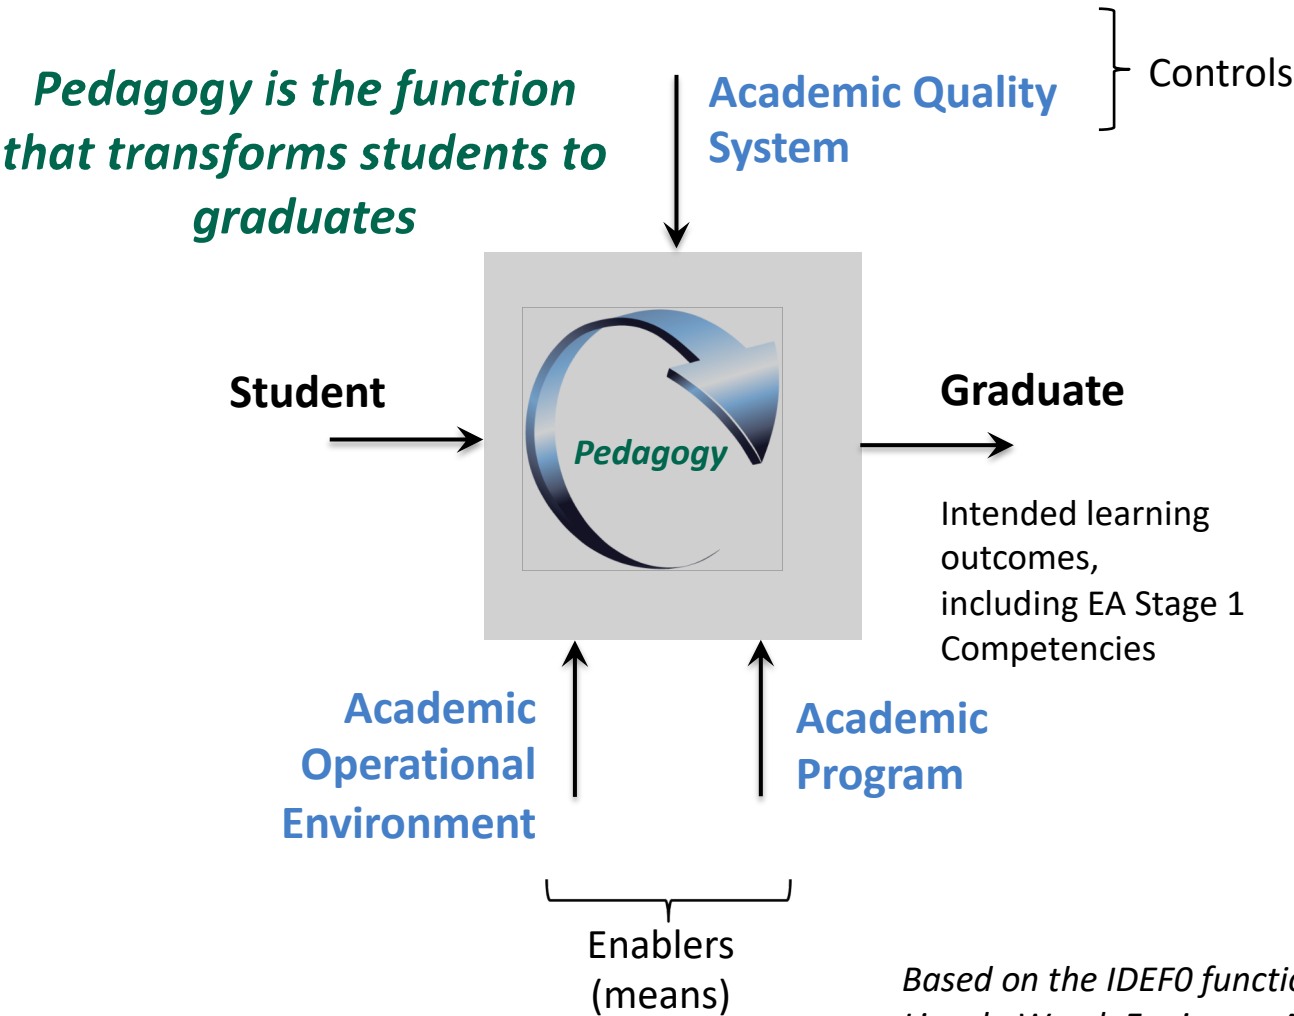 Pedagogy is the function
that transforms students to
graduates
Academic Quality
System
Controls
Student
Pedagogy
Graduate
Intended learning
outcomes,
including EA Stage 1
Competencies
Academic
Operational
Environment
Academic
Program
Enablers
(means)
Based on the IDEF0